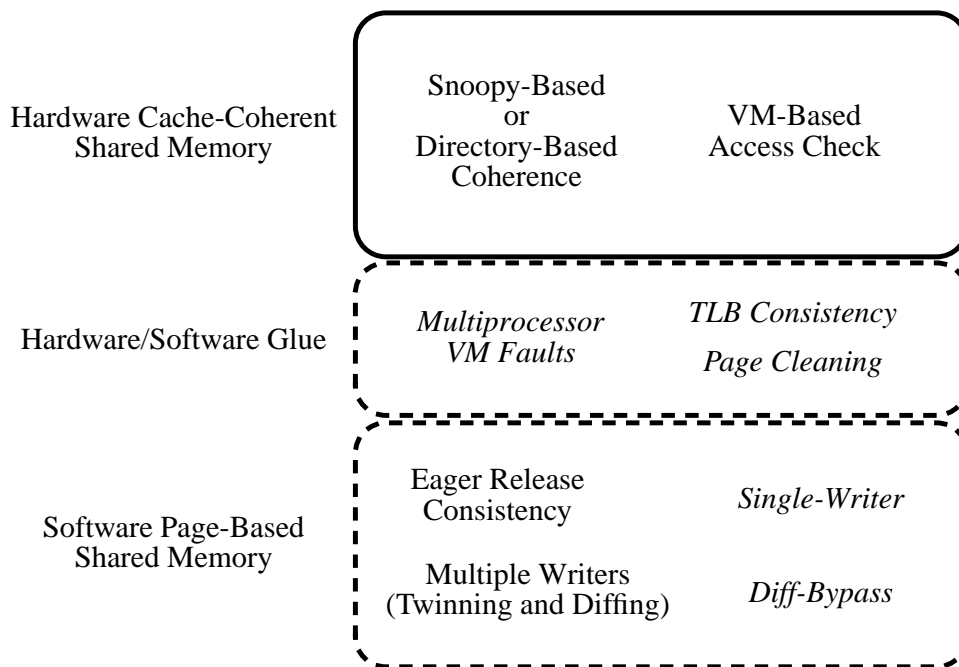 Hardware Cache-Coherent
Shared Memory
Snoopy-Based
or
Directory-Based
Coherence
VM-Based
Access Check
Hardware/Software Glue
Multiprocessor
VM Faults
TLB Consistency
Page Cleaning
Software Page-Based
Shared Memory
Eager Release
Consistency
Single-Writer
Multiple Writers
(Twinning and Diffing)
Diff-Bypass